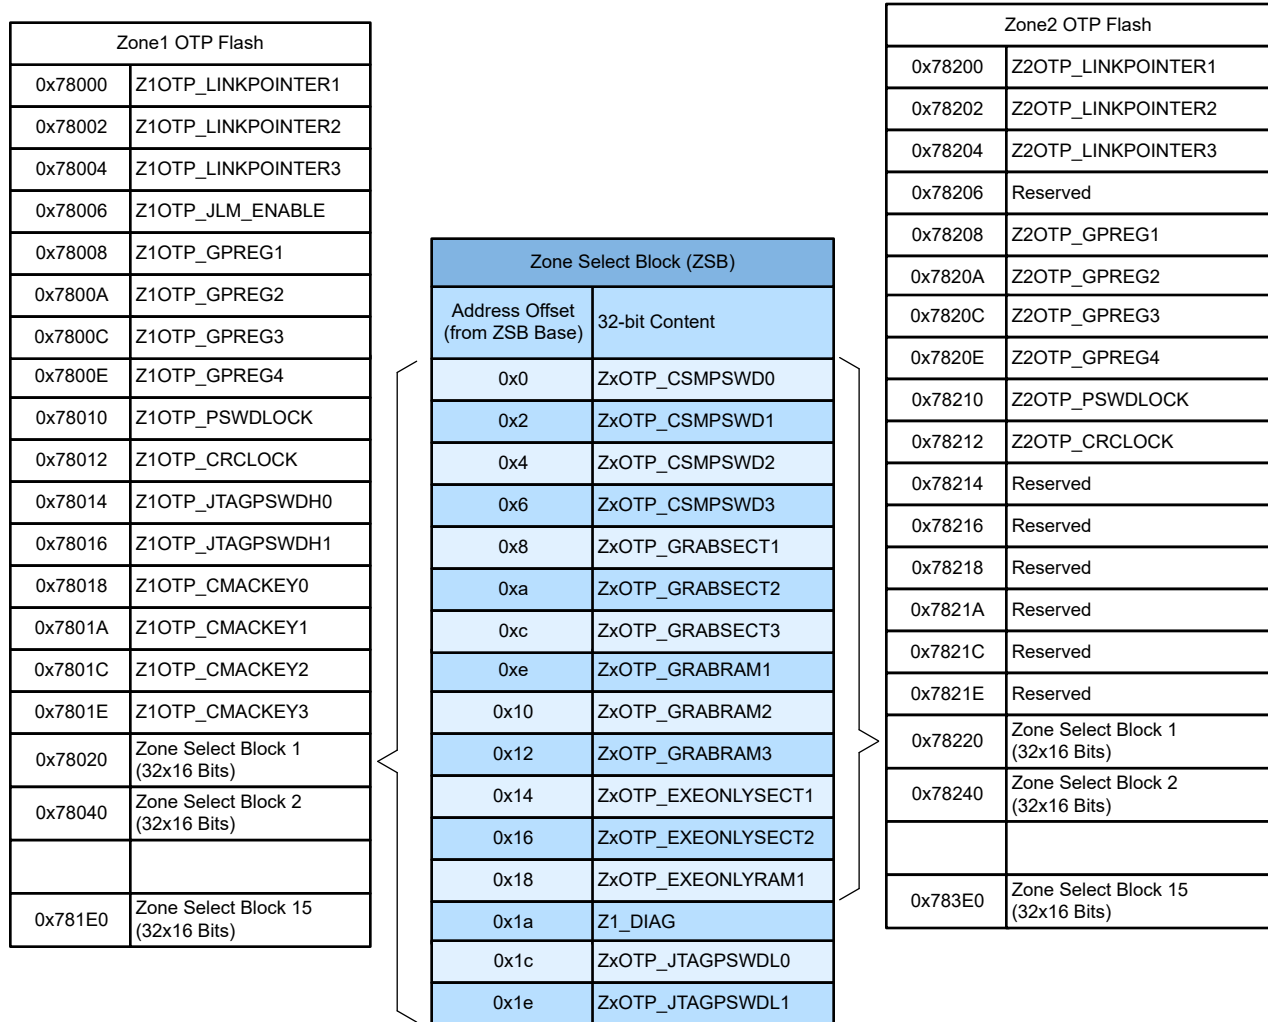 Zone1 OTP Flash
0x78000 Z1OTP_LINKPOINTER1
0x78002 Z1OTP_LINKPOINTER2
0x78004 Z1OTP_LINKPOINTER3
0x78006 Z1OTP_JLM_ENABLE
0x78008 Z1OTP_GPREG1
0x7800A Z1OTP_GPREG2
0x7800C Z1OTP_GPREG3
0x7800E Z1OTP_GPREG4
0x78010 Z1OTP_PSWDLOCK
0x78012 Z1OTP_CRCLOCK
0x78014 Z1OTP_JTAGPSWDH0
0x78016 Z1OTP_JTAGPSWDH1
0x78018 Z1OTP_CMACKEY0
0x7801A Z1OTP_CMACKEY1
0x7801C Z1OTP_CMACKEY2
0x7801E Z1OTP_CMACKEY3
0x78020 Zone Select Block 1
(32x16 Bits)
0x78040 Zone Select Block 2
(32x16 Bits)
0x781E0 Zone Select Block 15
(32x16 Bits)
Zone Select Block (ZSB)
Address Offset
(from ZSB Base) 32-bit Content
0x0 ZxOTP_CSMPSWD0
0x2 ZxOTP_CSMPSWD1
0x4 ZxOTP_CSMPSWD2
0x6 ZxOTP_CSMPSWD3
0x8 ZxOTP_GRABSECT1
0xa ZxOTP_GRABSECT2
0xc ZxOTP_GRABSECT3
0xe ZxOTP_GRABRAM1
0x10 ZxOTP_GRABRAM2
0x12 ZxOTP_GRABRAM3
0x14 ZxOTP_EXEONLYSECT1
0x16 ZxOTP_EXEONLYSECT2
0x18 ZxOTP_EXEONLYRAM1
0x1a Z1_DIAG
0x1c ZxOTP_JTAGPSWDL0
0x1e ZxOTP_JTAGPSWDL1
Zone2 OTP Flash
0x78200 Z2OTP_LINKPOINTER1
0x78202 Z2OTP_LINKPOINTER2
0x78204 Z2OTP_LINKPOINTER3
0x78206 Reserved
0x78208 Z2OTP_GPREG1
0x7820A Z2OTP_GPREG2
0x7820C Z2OTP_GPREG3
0x7820E Z2OTP_GPREG4
0x78210 Z2OTP_PSWDLOCK
0x78212 Z2OTP_CRCLOCK
0x78214 Reserved
0x78216 Reserved
0x78218 Reserved
0x7821A Reserved
0x7821C Reserved
0x7821E Reserved
0x78220 Zone Select Block 1
(32x16 Bits)
0x78240 Zone Select Block 2
(32x16 Bits)
0x783E0 Zone Select Block 15
(32x16 Bits)